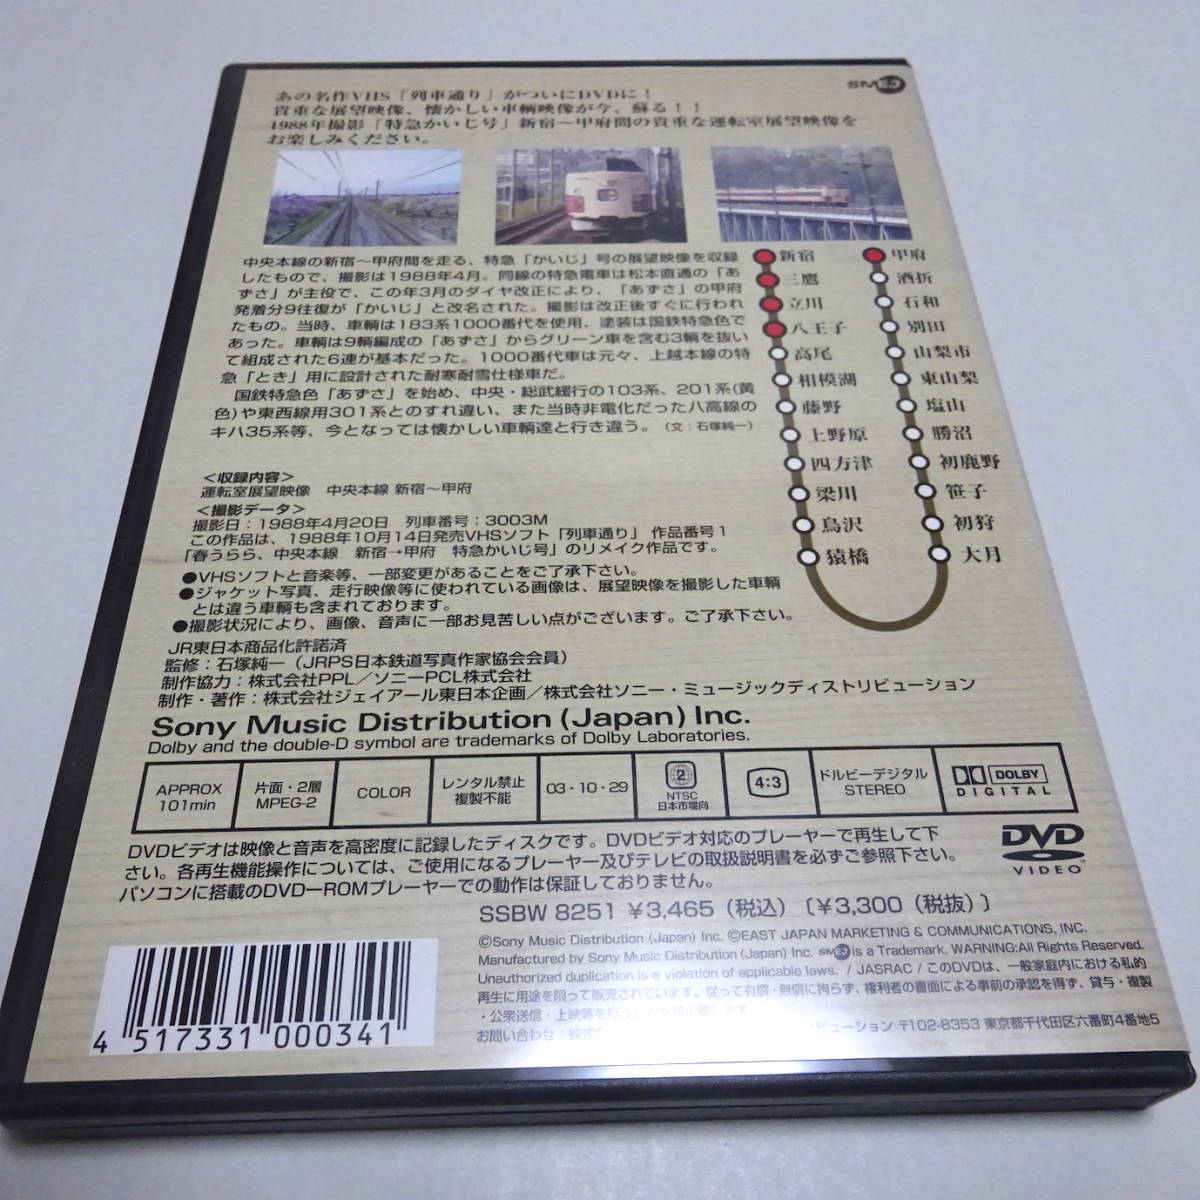 SMEJ
あの名作VHS「列車通り」がついにDVDに！
貴重な展望映像、懐かしい車輌映像が今、蘇る！！
1988年撮影「特急かいじ号」新宿〜甲府間の貴重な運転室展望映像を
お楽しみください。
中央本線の新宿〜甲府間を走る、特急「かいじ」号の展望映像を収録
したもので、撮影は1988年4月。同線の特急電車は松本直通の「あ
ずさ」が主役で、この年3月のダイヤ改正により、「あずさ」の甲府
発着分9往復が「かいじ」と改名された。撮影は改正後すぐに行われ
たもの。当時、車輌は183系1000番代を使用、塗装は国鉄特急色で
あった。車輌は9輌編成の「あずさ」からグリーン車を含む3輌を抜い
て組成された6連が基本だった。1000番代車は元々、上越本線の特
急「とき」用に設計された耐寒耐雪仕様車だ。
国鉄特急色「あずさ」を始め、中央・総武緩行の103系、201系(黄
色)や東西線用301系とのすれ違い、また当時非電化だった八高線の
キハ35系等、今となっては懐かしい車輌達と行き違う。（文：石塚純一）
新宿
三鷹
立川
八王子
高尾
相模湖
藤野
上野原
四方津
梁川
鳥沢
猿橋
甲府
酒折
石和
別田
山梨市
東山梨
塩山
勝沼
初鹿野
笹子
初狩
大月
＜収録内容＞
運転室展望映像　中央本線 新宿〜甲府
＜撮影データ＞
撮影日：1988年4月20日　列車番号：3003M
この作品は、1988年10月14日発売VHSソフト「列車通り」 作品番号1
「春うらら、中央本線　新宿→甲府　特急かいじ号」のリメイク作品です。
●VHSソフトと音楽等、一部変更があることをご了承下さい。
●ジャケット写真、走行映像等に使われている画像は、展望映像を撮影した車輌
とは違う車輌も含まれております。
●撮影状況により、画像、音声に一部お見苦しい点がございます。ご了承下さい。
JR東日本商品化許諾済
監修：石塚純一（JRPS日本鉄道写真作家協会会員）
制作協力：株式会社PPL／ソニーPCL株式会社
制作・著作：株式会社ジェイアール東日本企画／株式会社ソニー・ミュージックディストリビューション
Sony Music Distribution (Japan) Inc.
Dolby and the double-D symbol are trademarks of Dolby Laboratories.
APPROX
101min
片面・2層
MPEG-2
COLOR
レンタル禁止
複製不能
03・10・29
2
NTSC
日本市場向
4:3
ドルビーデジタル
STEREO
DOLBY
DIGITAL
DVDビデオは映像と音声を高密度に記録したディスクです。DVDビデオ対応のプレーヤーで再生して下
さい。各再生機能操作については、ご使用になるプレーヤー及びテレビの取扱説明書を必ずご参照下さい。
パソコンに搭載のDVD−ROMプレーヤーでの動作は保証しておりません。
DVD
VIDEO
SSBW 8251 ￥3,465（税込）〔￥3,300（税抜）〕
©Sony Music Distribution (Japan) Inc. ©EAST JAPAN MARKETING & COMMUNICATIONS, INC.
Manufactured by Sony Music Distribution (Japan) Inc. SMEJ is a Trademark. WARNING:All Rights Reserved.
Unauthorized duplication is a violation of applicable laws. / JASRAC / このDVDは、一般家庭内における私的
再生に用途を限って販売されています。従って有償・無償に拘らず、権利者の書面による事前の承認を得ず、貸与・複製
・公衆送信・上映等を行うことを禁止致します。
お問い合わせ：株式 リビューション 〒102-8353 東京都千代田区六番町4番地5
4 517331 000341